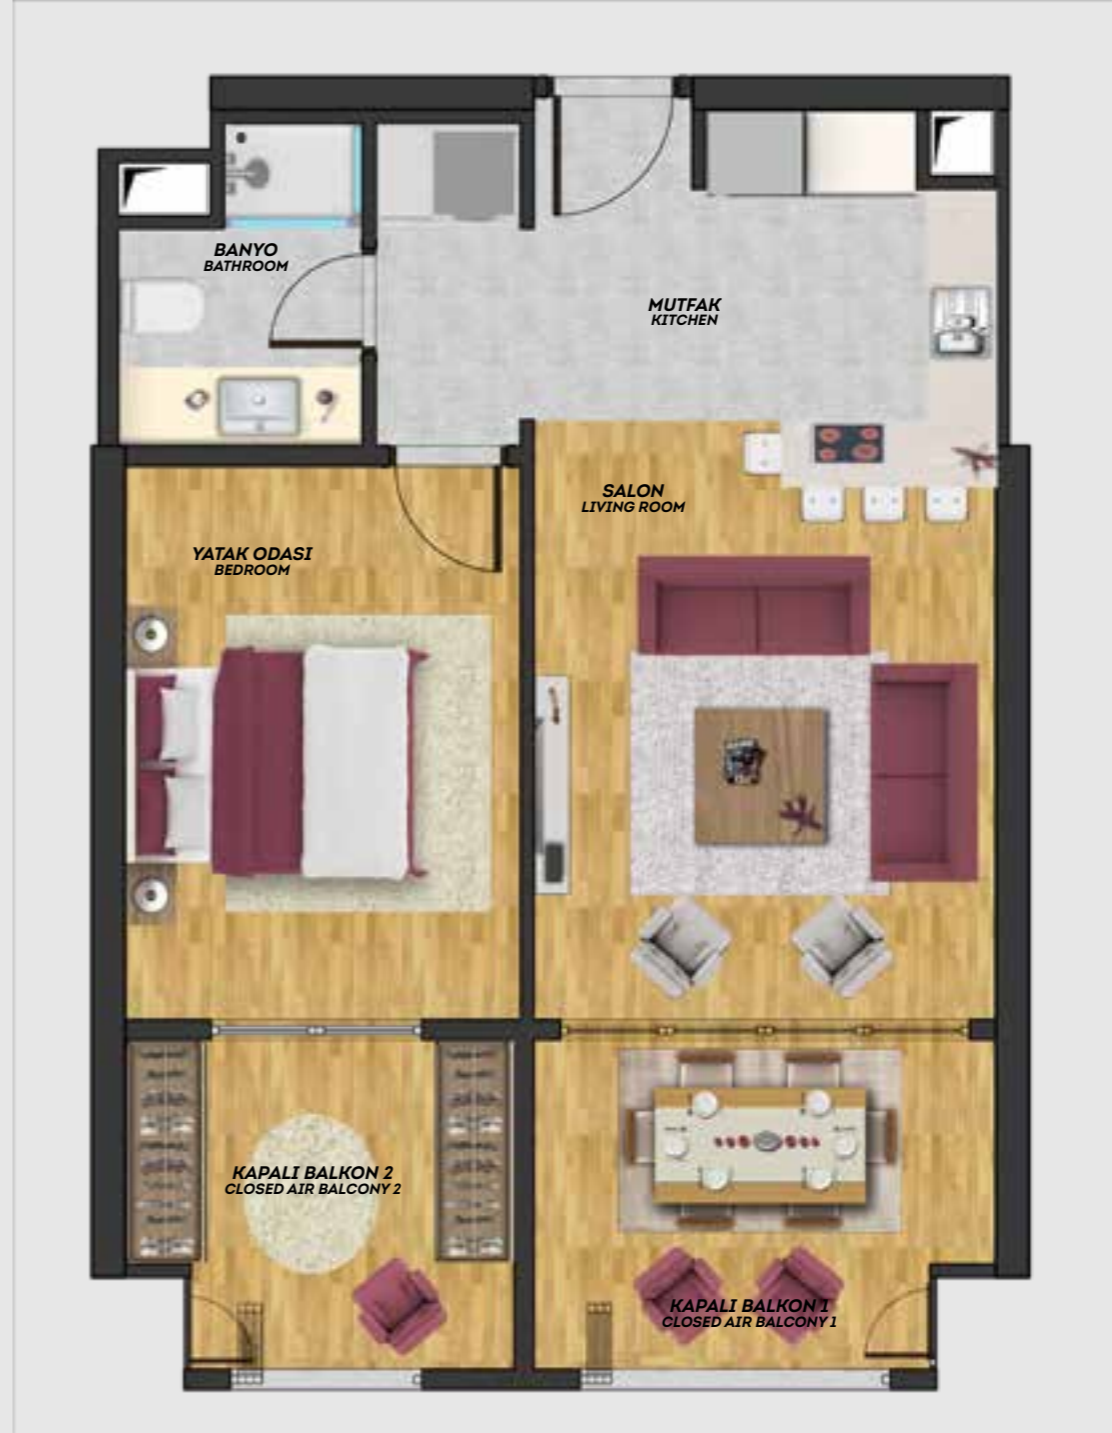 BANYO
BATHROOM
MUTFAK
KITCHEN
SALON
LIVING ROOM
YATAK ODASI
BEDROOM
KAPALI BALKON 2
CLOSED AIR BALCONY 2
KAPALI BALKON 1
CLOSED AIR BALCONY 1